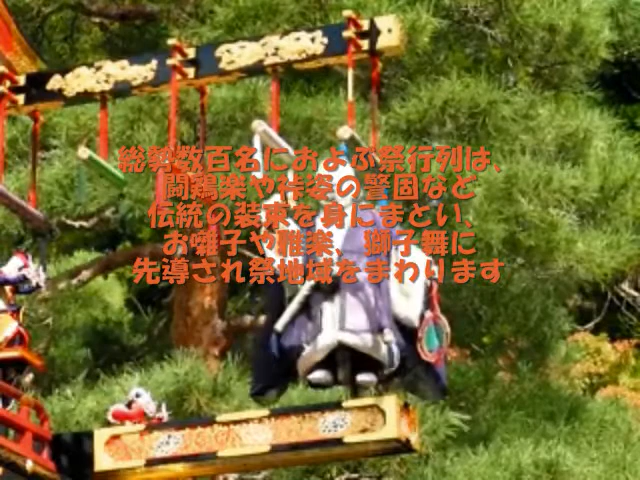 総勢数百名におよぶ祭行列は、
闘鶏楽や裃姿の警固など
伝統の装束を身にまとい、
お囃子や雅楽、獅子舞に
先導され祭地域をまわります